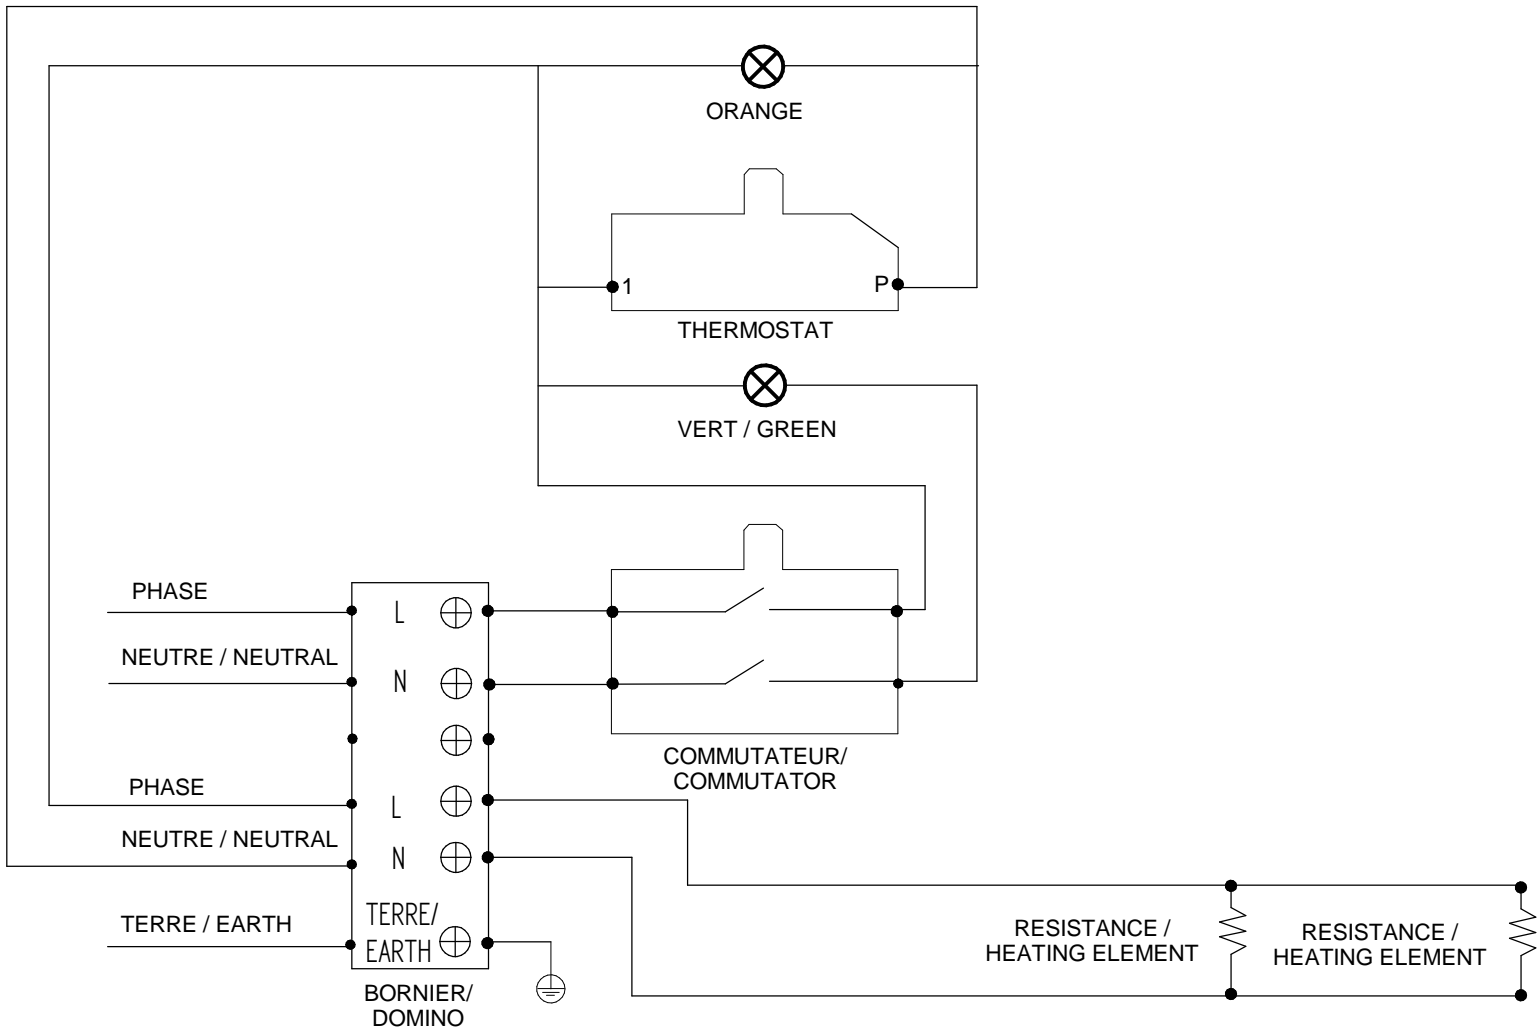 ORANGE
1
P
THERMOSTAT
VERT / GREEN
PHASE
L
NEUTRE / NEUTRAL
N
COMMUTATEUR/
COMMUTATOR
PHASE
L
NEUTRE / NEUTRAL
N
TERRE / EARTH
TERRE/
EARTH
RESISTANCE /
HEATING ELEMENT
RESISTANCE /
HEATING ELEMENT
BORNIER/
DOMINO